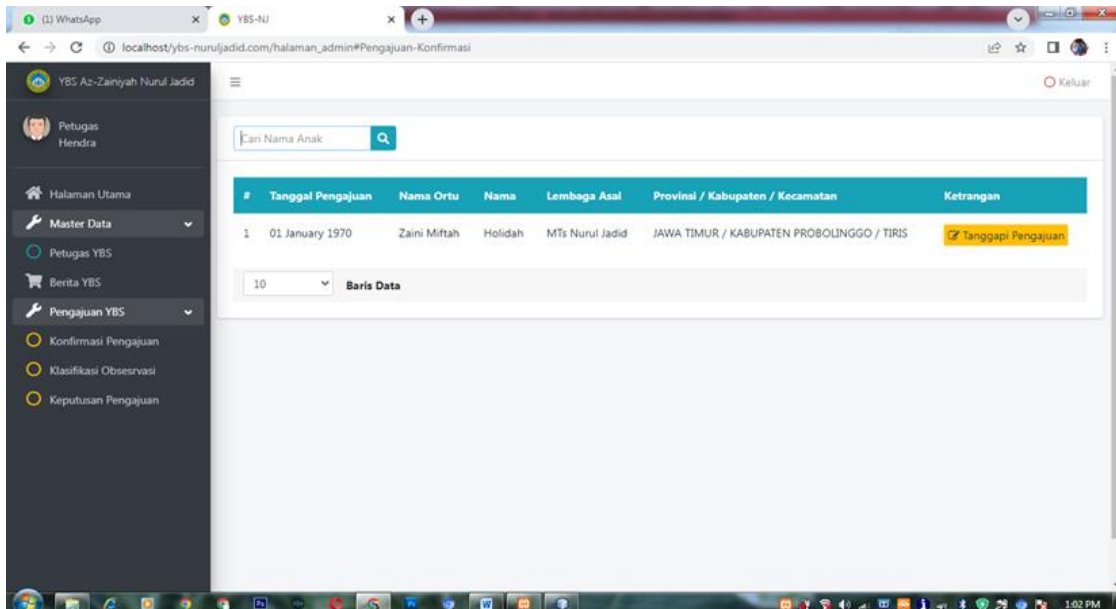 (1) WhatsApp
YBS-NJ
localhost/ybs-nuruljadid.com/halaman_admin#Pengajuan-Konfirmasi
YBS Az-Zainiyah Nurul Jadid
Keluar
Petugas
Hendra
Cari Nama Anak
Halaman Utama
Master Data
Petugas YBS
Berita YBS
Pengajuan YBS
Konfirmasi Pengajuan
Klasifikasi Obsesrvasi
Keputusan Pengajuan
# Tanggal Pengajuan Nama Ortu Nama Lembaga Asal Provinsi / Kabupaten / Kecamatan Ketrangan
1 01 January 1970 Zaini Miftah Holidah MTs Nurul Jadid JAWA TIMUR / KABUPATEN PROBOLINGGO / TIRIS Tanggapi Pengajuan
10 Baris Data
1:02 PM